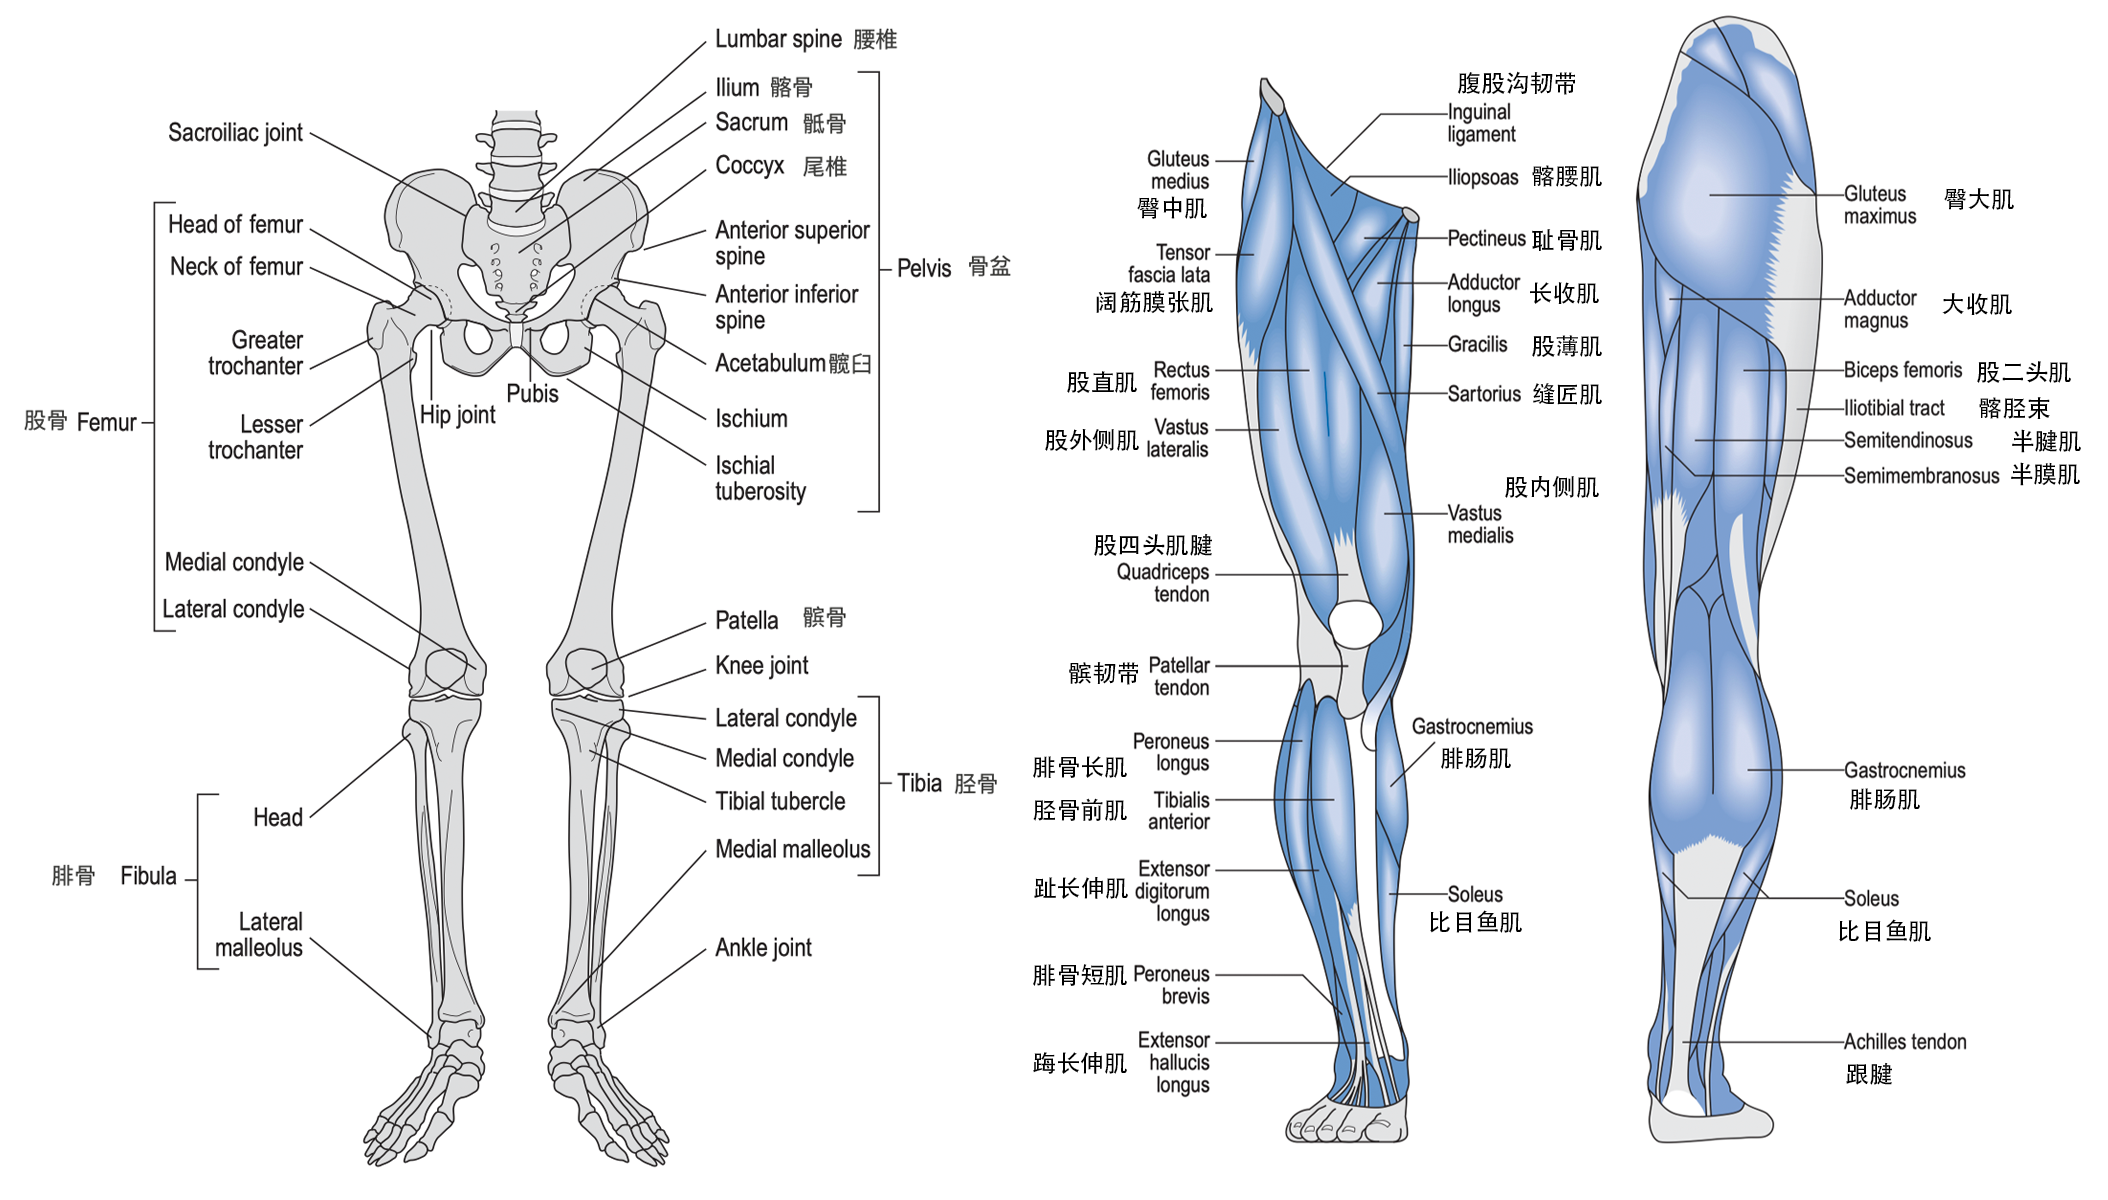 Lumbar spine 腰椎
Ilium 髂骨
Sacrum 骶骨
Coccyx 尾椎
Anterior superior
spine
Anterior inferior
spine
Acetabulum髋臼
Ischium
Ischial
tuberosity
Pelvis 骨盆
Sacroiliac joint
Head of femur
Neck of femur
Greater
trochanter
Lesser
trochanter
股骨 Femur
Hip joint
Pubis
Medial condyle
Lateral condyle
Patella 髌骨
Knee joint
Lateral condyle
Medial condyle
Tibial tubercle
Medial malleolus
Tibia 胫骨
Head
腓骨 Fibula
Lateral
malleolus
Ankle joint
腹股沟韧带
Inguinal
ligament
Gluteus
medius
臀中肌
Iliopsoas 髂腰肌
Tensor
fascia lata
阔筋膜张肌
Pectineus 耻骨肌
Adductor
longus
长收肌
Gracilis 股薄肌
股直肌
Rectus
femoris
Sartorius 缝匠肌
股外侧肌
Vastus
lateralis
股内侧肌
Vastus
medialis
股四头肌腱
Quadriceps
tendon
髌韧带
Patellar
tendon
Gastrocnemius
腓肠肌
Peroneus
longus
腓骨长肌
Tibialis
anterior
胫骨前肌
Extensor
digitorum
longus
趾长伸肌
Soleus
比目鱼肌
腓骨短肌 Peroneus
brevis
Extensor
hallucis
longus
踇长伸肌
Gluteus
maximus
臀大肌
Adductor
magnus
大收肌
Biceps femoris 股二头肌
Iliotibial tract 髂胫束
Semitendinosus 半腱肌
Semimembranosus 半膜肌
Gastrocnemius
腓肠肌
Soleus
比目鱼肌
Achilles tendon
跟腱